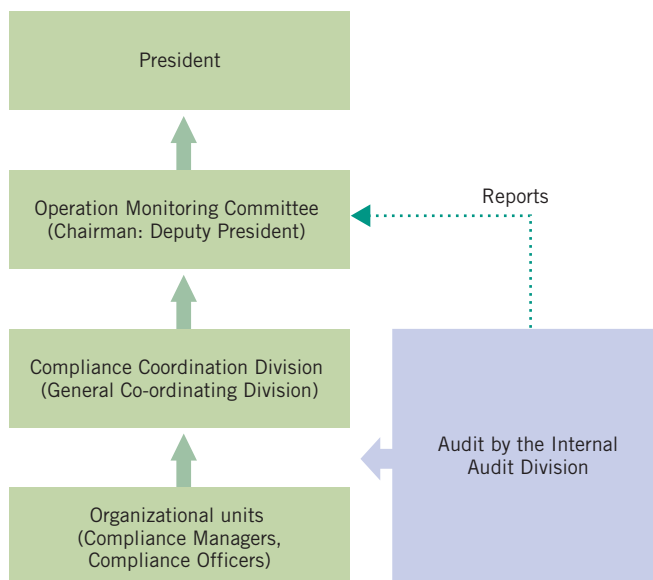 President
Operation Monitoring Committee
(Chairman: Deputy President)
Reports
Compliance Coordination Division
(General Co-ordinating Division)
Audit by the Internal
Audit Division
Organizational units
(Compliance Managers,
Compliance Officers)